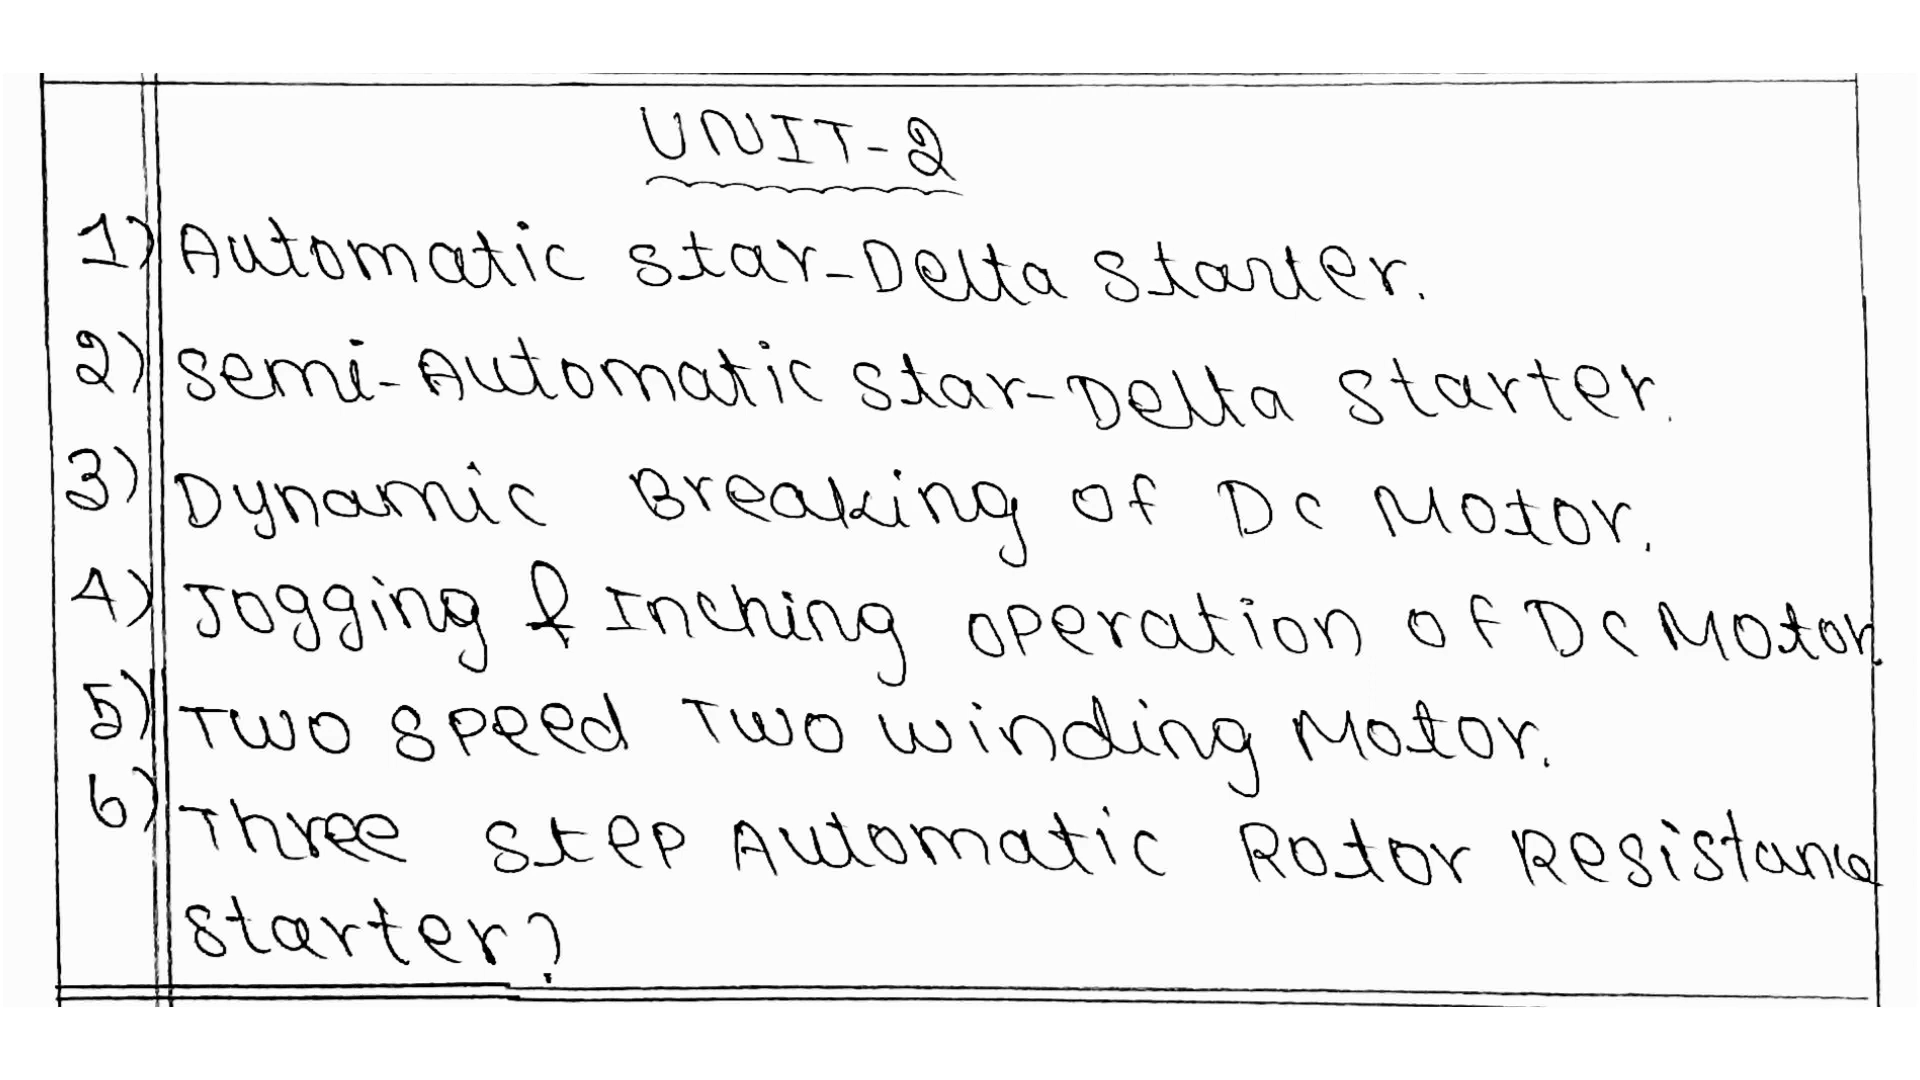 UNIT-2
1) Automatic star-Delta starter.
2) semi-Automatic star-Delta starter.
3) Dynamic Breaking of Dc Motor.
4) Jogging & Inching operation of Dc Motor.
5) Two speed Two winding Motor.
6) Three step Automatic Rotor Resistance
starter?